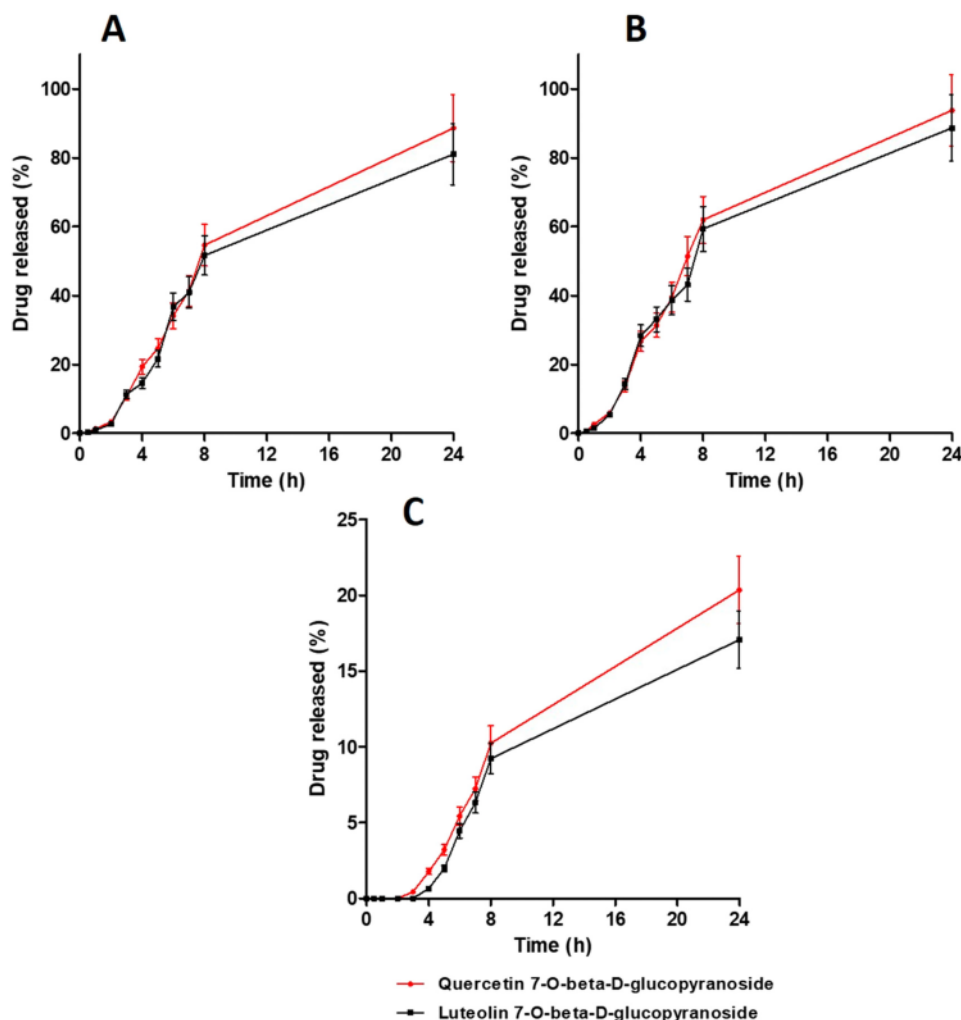 A
Drug released (%)
100
80
60
40
20
0
0 4 8 12 16 20 24
Time (h)
B
Drug released (%)
100
80
60
40
20
0
0 4 8 12 16 20 24
Time (h)
C
Drug released (%)
25
20
15
10
5
0
0 4 8 12 16 20 24
Time (h)
Quercetin 7-O-beta-D-glucopyranoside
Luteolin 7-O-beta-D-glucopyranoside